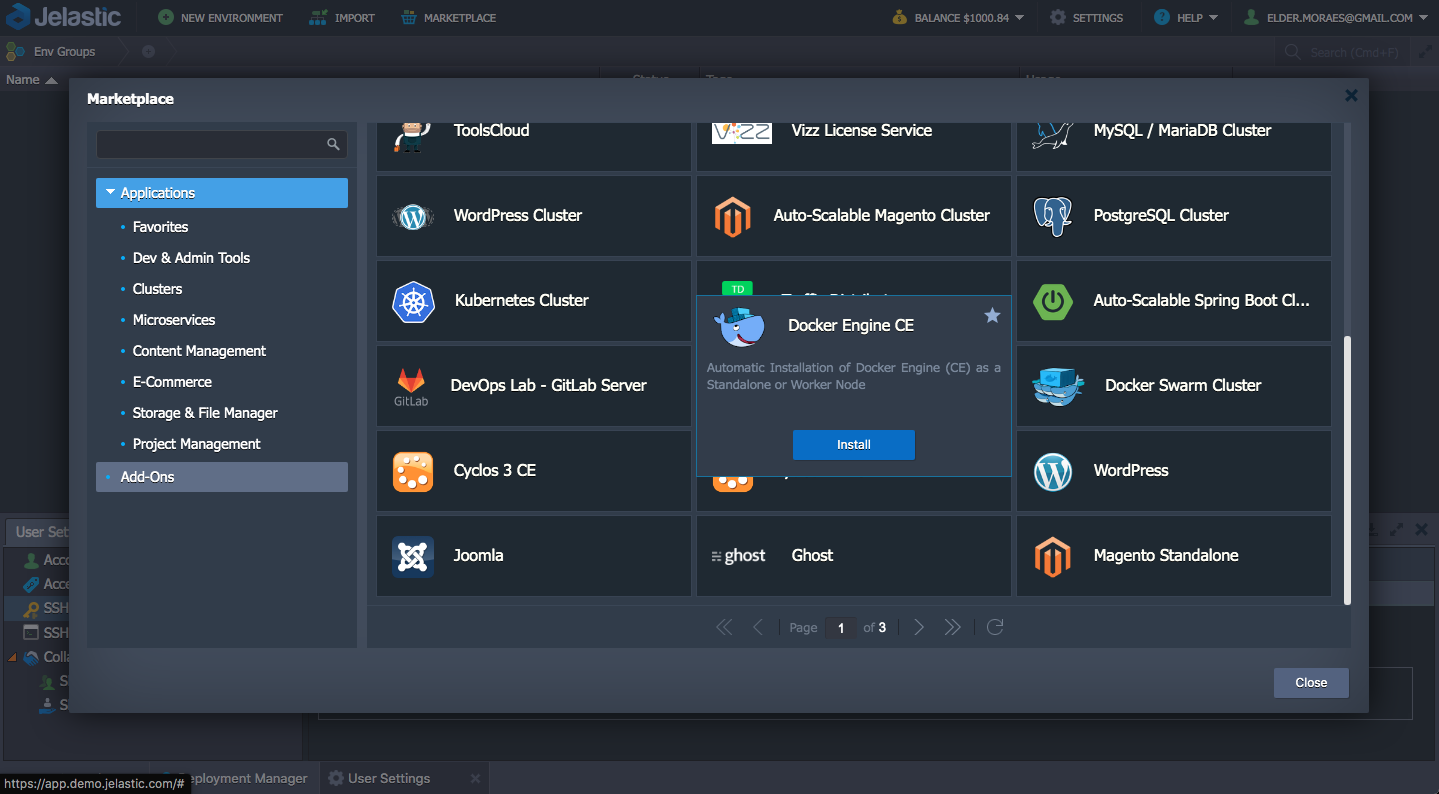 Jelastic
NEW ENVIRONMENT
IMPORT
MARKETPLACE
BALANCE $1000.84
SETTINGS
HELP
ELDER.MORAES@GMAIL.COM
Env Groups
Search (Cmd+F)
Name
Status
Tags
Usage
Marketplace
Applications
Favorites
Dev & Admin Tools
Clusters
Microservices
Content Management
E-Commerce
Storage & File Manager
Project Management
Add-Ons
ToolsCloud
VIZZ
Vizz License Service
MySQL / MariaDB Cluster
WordPress Cluster
Auto-Scalable Magento Cluster
PostgreSQL Cluster
Kubernetes Cluster
TD
Auto-Scalable Spring Boot Cl...
Docker Engine CE
Automatic Installation of Docker Engine (CE) as a
Standalone or Worker Node
Install
GitLab
DevOps Lab - GitLab Server
Docker Swarm Cluster
Cyclos 3 CE
WordPress
Joomla
ghost
Ghost
Magento Standalone
Page 1 of 3
Close
User Set
Acco
Acce
SSH
SSH
Colla
S
S
https://app.demo.jelastic.com/#
eployment Manager
User Settings